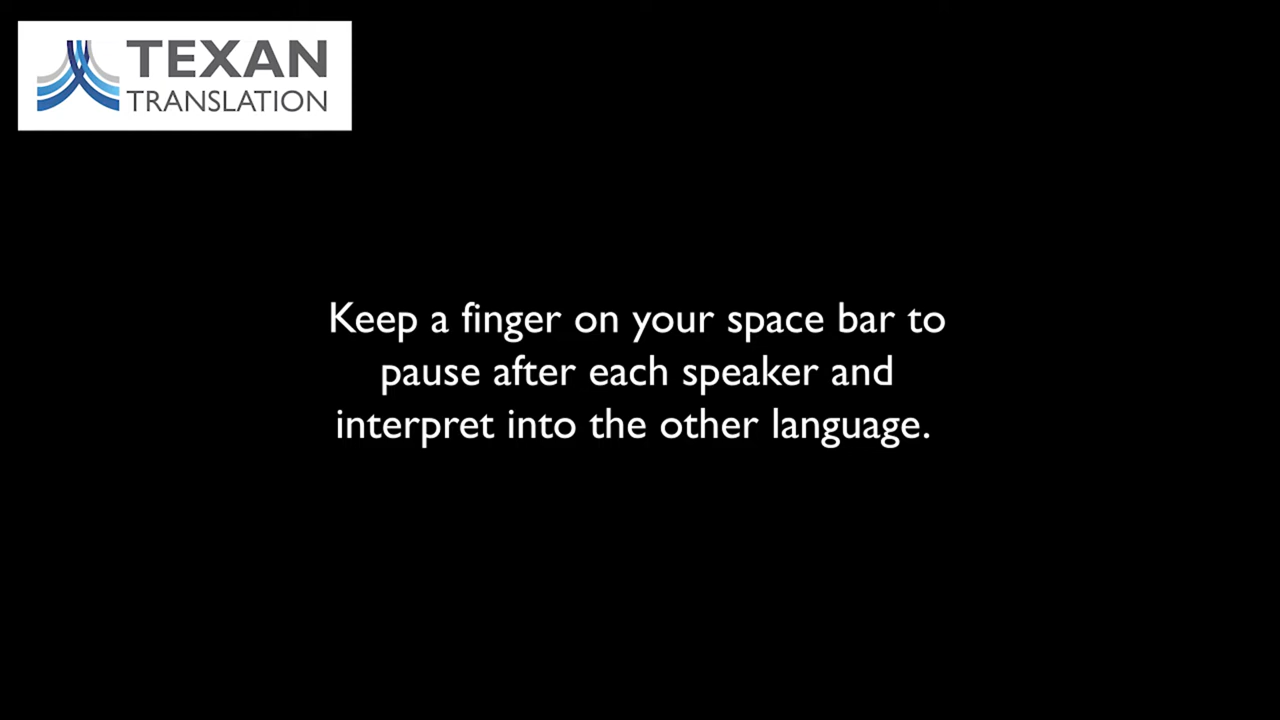 TEXAN
TRANSLATION
Keep a finger on your space bar to
pause after each speaker and
interpret into the other language.